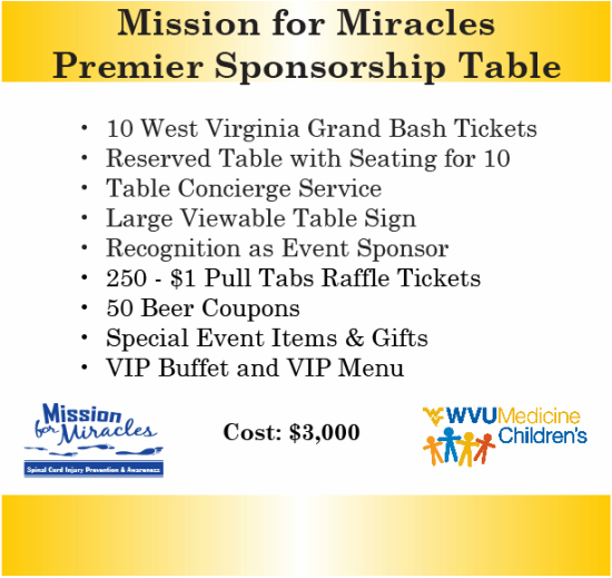 Mission for Miracles
Premier Sponsorship Table
• 10 West Virginia Grand Bash Tickets
• Reserved Table with Seating for 10
• Table Concierge Service
• Large Viewable Table Sign
• Recognition as Event Sponsor
• 250 - $1 Pull Tabs Raffle Tickets
• 50 Beer Coupons
• Special Event Items & Gifts
• VIP Buffet and VIP Menu
Mission
for Miracles
Spinal Cord Injury Prevention & Awareness
Cost: $3,000
WVUMedicine
Children's